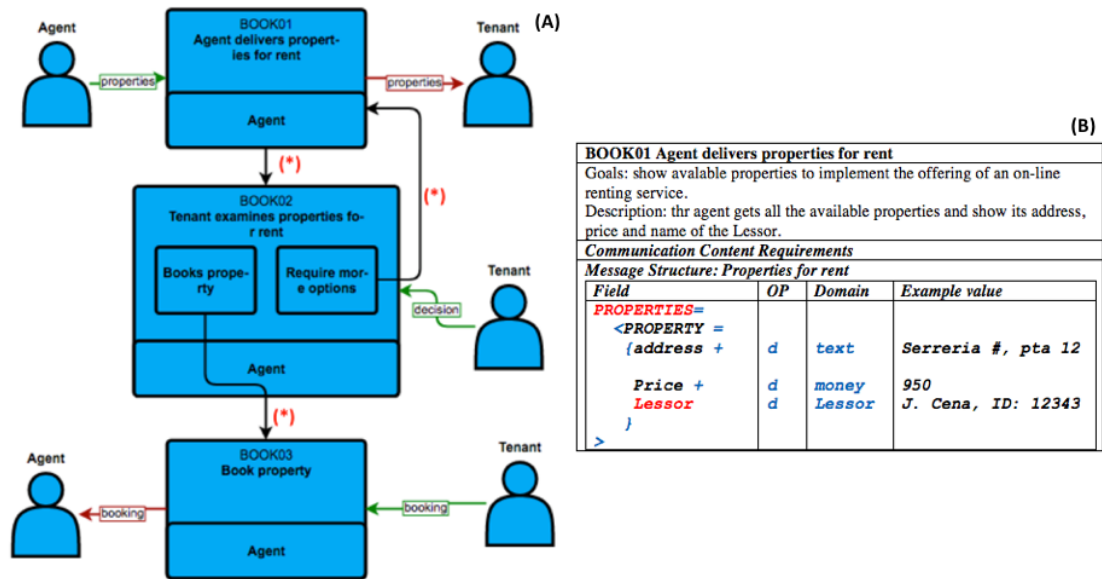 (A)
Agent
BOOK01
Agent delivers propert-
ies for rent
Tenant
properties
properties
Agent
(*)
(*)
BOOK02
Tenant examines properties fo-
r rent
Books prope-
rty
Require mor-
e options
Tenant
decision
Agent
(*)
Agent
BOOK03
Book property
Tenant
booking
booking
Agent
(B)
BOOK01 Agent delivers properties for rent
Goals: show avalable properties to implement the offering of an on-line
renting service.
Description: thr agent gets all the available properties and show its address,
price and name of the Lessor.
Communication Content Requirements
Message Structure: Properties for rent
Field OP Domain Example value
PROPERTIES=
<PROPERTY =
{address + d text Serreria #, pta 12
Price + d money 950
Lessor d Lessor J. Cena, ID: 12343
}
>